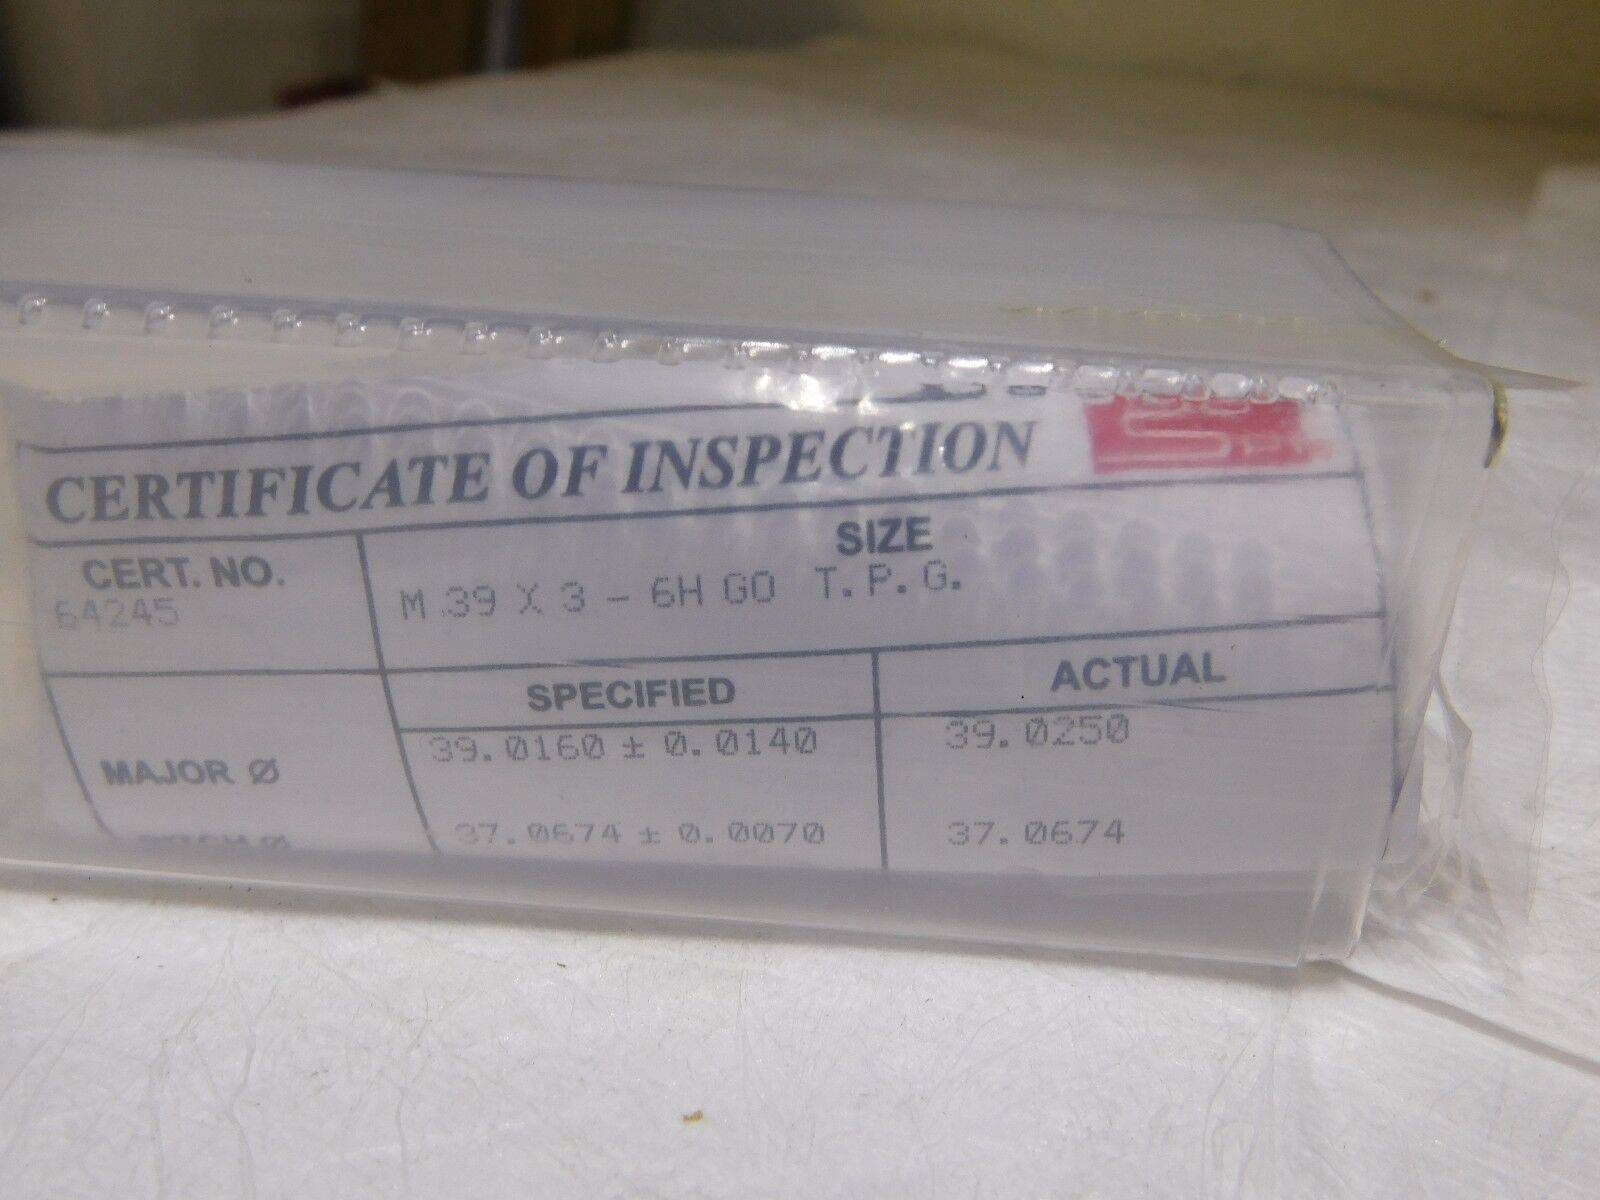 CERTIFICATE OF INSPECTION
CERT. NO.
64245
SIZE
M 39 X 3 - 6H GO T. P. G.
SPECIFIED
ACTUAL
MAJOR Ø
39.0160 ± 0.0140
39.0250
PITCH Ø
37.0674 ± 0.0070
37.0674